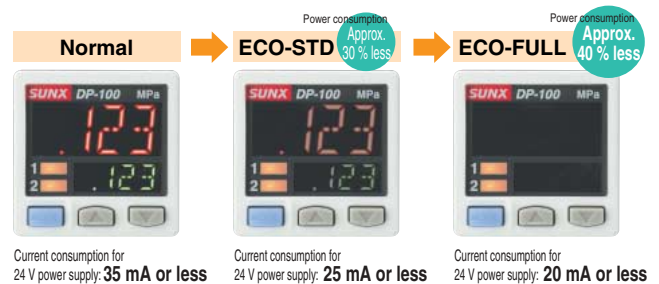 Normal
Power consumption
ECO-STD
Approx.
30 % less
Power consumption
ECO-FULL
Approx.
40 % less
SUNX DP-100 MPa
.123
1
2 .123
SUNX DP-100 MPa
.123
1
2 .123
SUNX DP-100 MPa
1
2
Current consumption for
24 V power supply: 35 mA or less
Current consumption for
24 V power supply: 25 mA or less
Current consumption for
24 V power supply: 20 mA or less